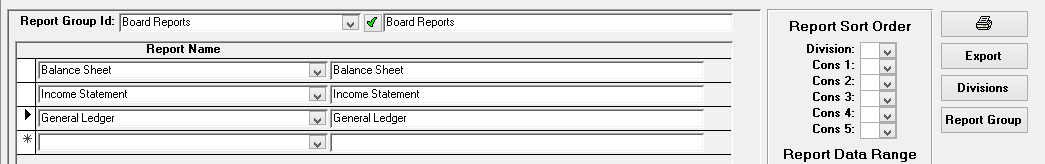 Report Group Id: Board Reports Board Reports
Report Name
Balance Sheet Balance Sheet
Income Statement Income Statement
General Ledger General Ledger
Report Sort Order
Division:
Cons 1:
Cons 2:
Cons 3:
Cons 4:
Cons 5:
Report Data Range
Export
Divisions
Report Group